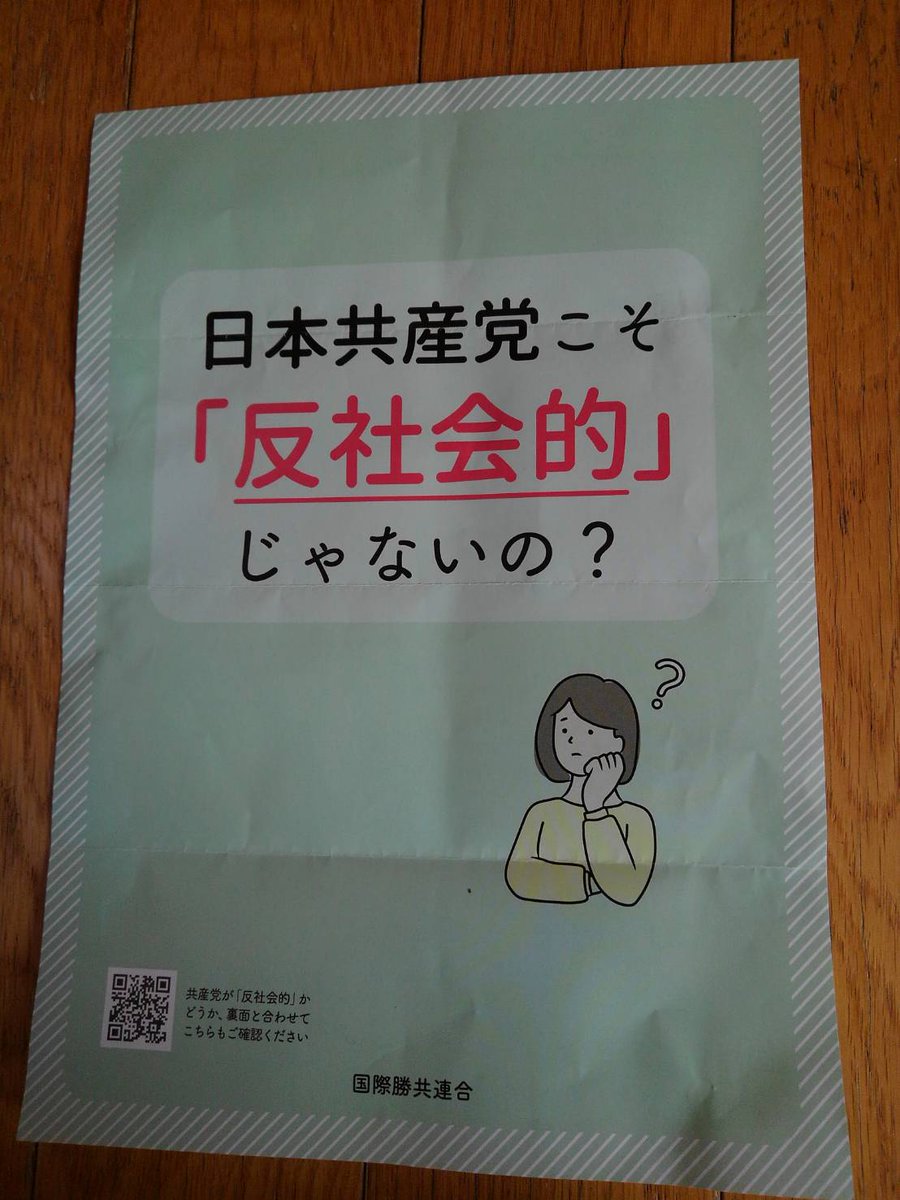 日本共産党こそ
「反社会的」
じゃないの？
?
共産党が「反社会的」か
どうか、裏面と合わせて
こちらもご確認ください
国際勝共連合